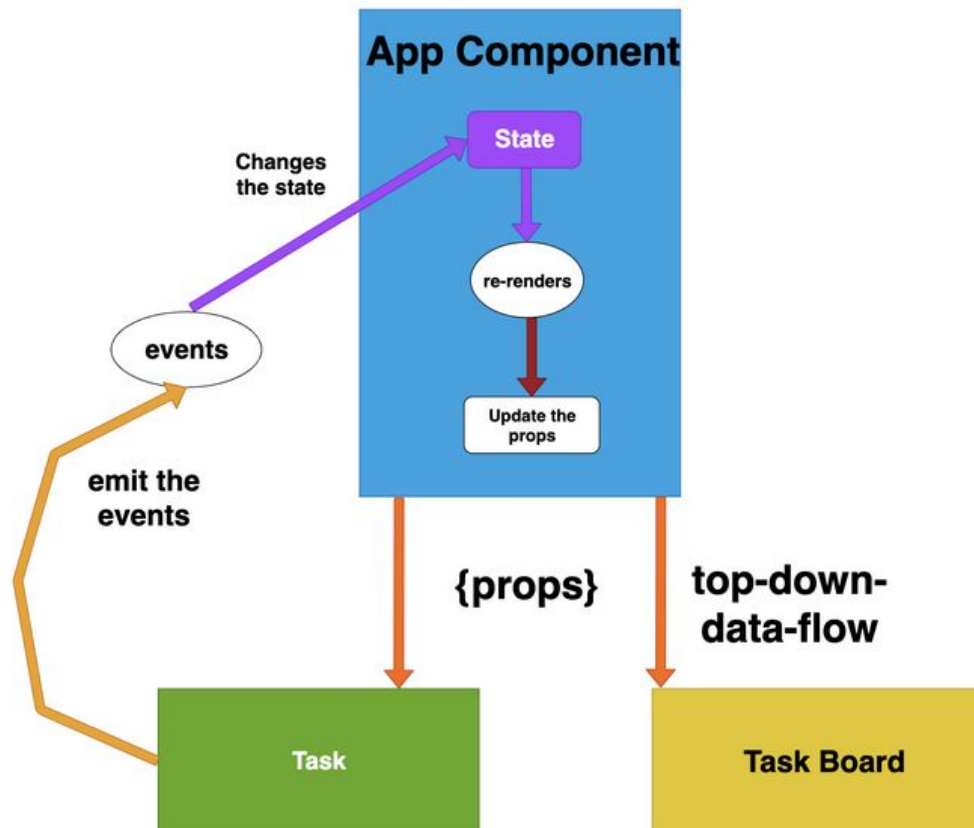 App Component
State
Changes
the state
re-renders
events
Update the
props
emit the
events
{props}
top-down-
data-flow
Task
Task Board